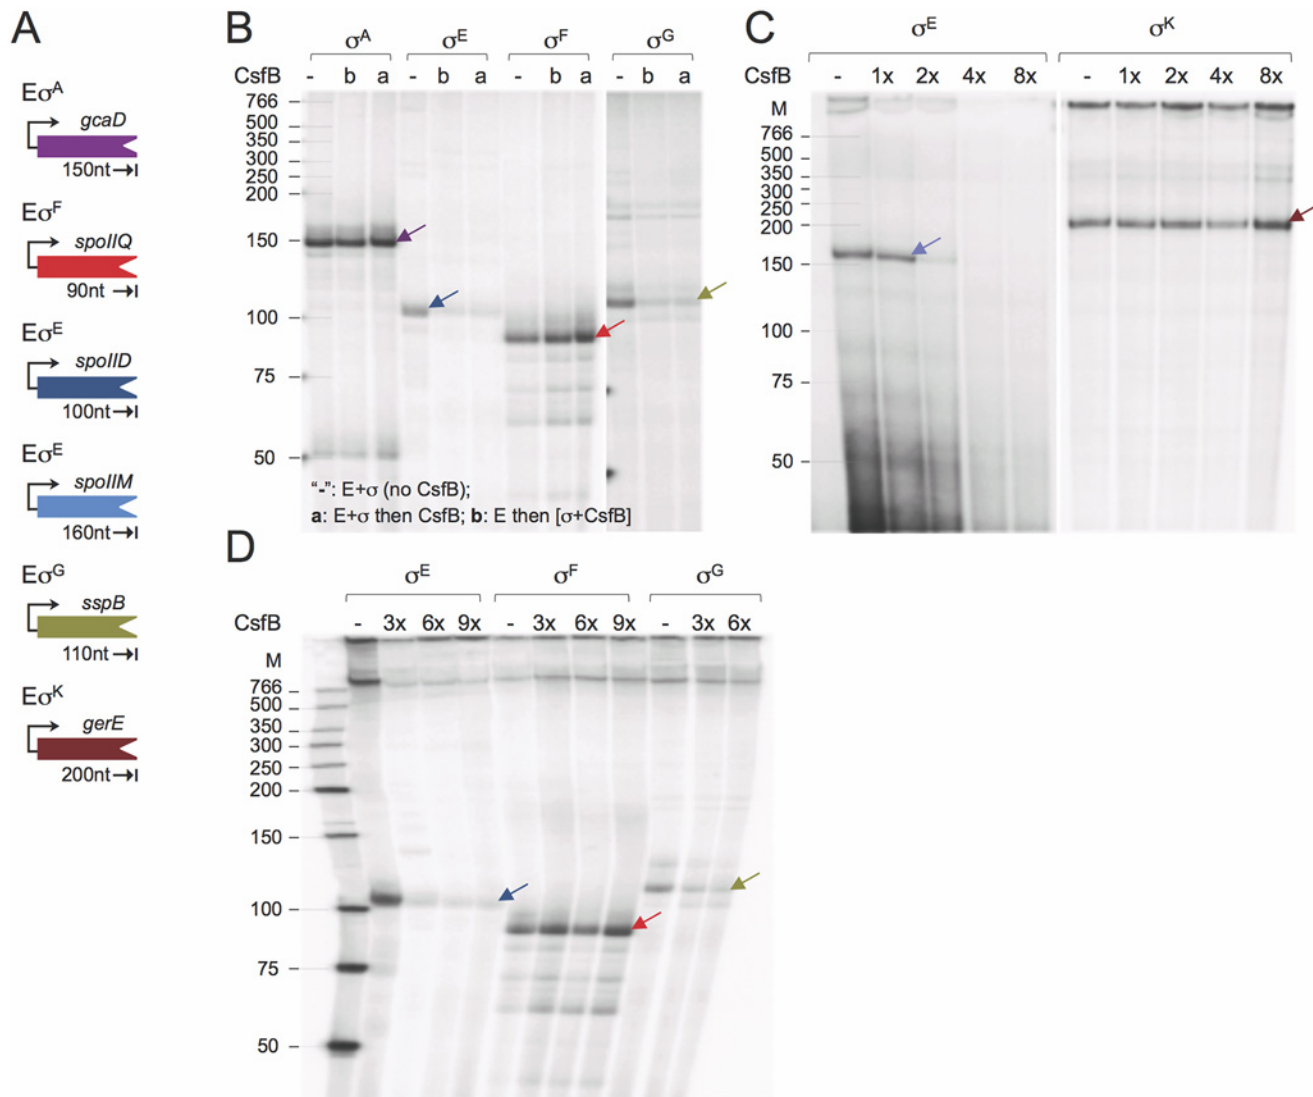 A
Eσᴬ
gcaD
150nt
Eσᶠ
spoIIQ
90nt
Eσᴱ
spoIID
100nt
Eσᴱ
spoIIM
160nt
Eσᴳ
sspB
110nt
Eσᴷ
gerE
200nt
B
σᴬ σᴱ σᶠ σᴳ
CsfB - b a - b a - b a - b a
766
500
350
300
250
200
150
100
75
50
"-": E+σ (no CsfB);
a: E+σ then CsfB; b: E then [σ+CsfB]
C
σᴱ σᴷ
CsfB - 1x 2x 4x 8x - 1x 2x 4x 8x
M
766
500
350
300
250
200
150
100
75
50
D
σᴱ σᶠ σᴳ
CsfB - 3x 6x 9x - 3x 6x 9x - 3x 6x
M
766
500
350
300
250
200
150
100
75
50